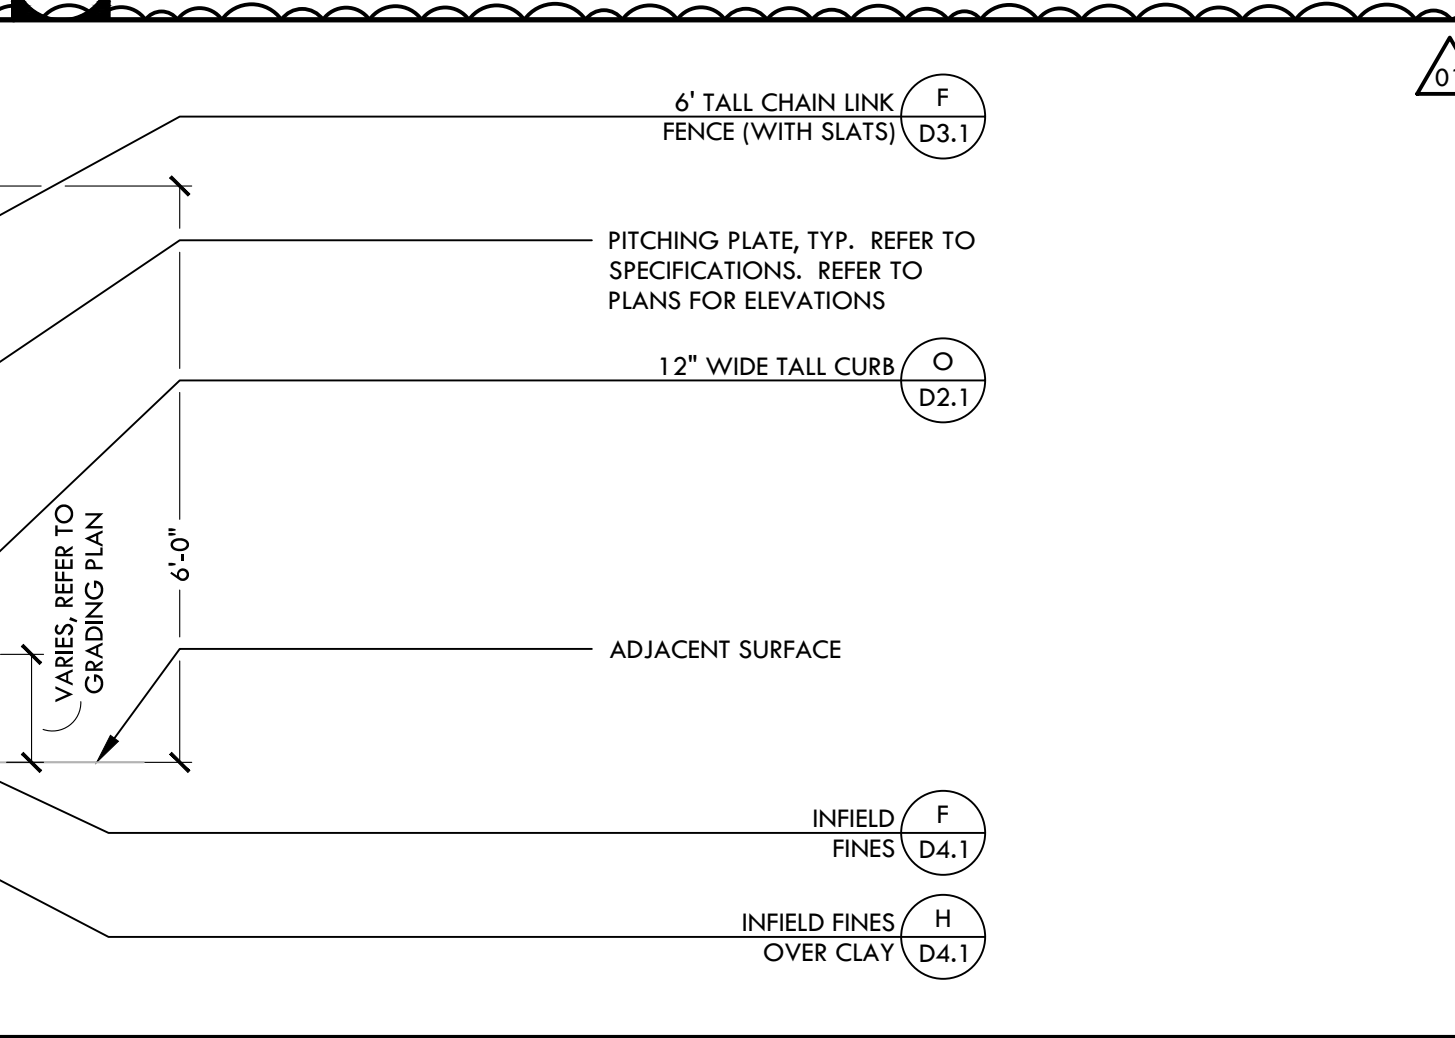 6' TALL CHAIN LINK
FENCE (WITH SLATS)
F
D3.1
PITCHING PLATE, TYP.  REFER TO
SPECIFICATIONS.  REFER TO
PLANS FOR ELEVATIONS
12" WIDE TALL CURB
O
D2.1
VARIES, REFER TO
GRADING PLAN
6'-0"
ADJACENT SURFACE
INFIELD
FINES
F
D4.1
INFIELD FINES
OVER CLAY
H
D4.1